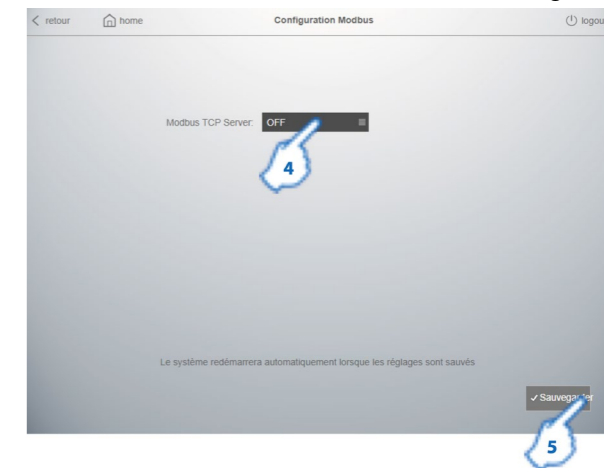 retour home Configuration Modbus logou
Modbus TCP Server: OFF
4
Le système redémarrera automatiquement lorsque les réglages sont sauvés
✓ Sauvegarder
5